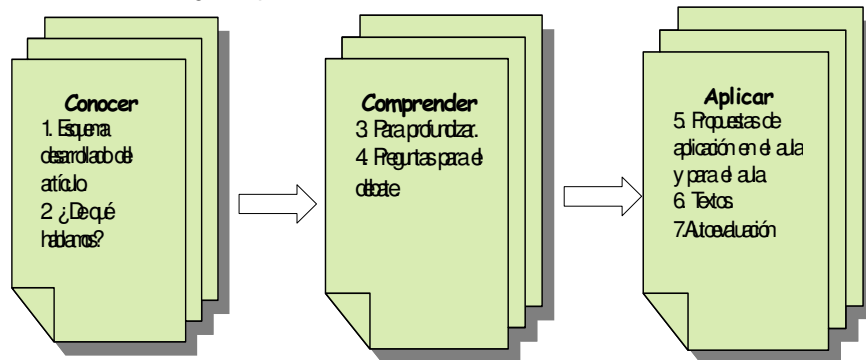 Conocer
1. Esquema
desarrollado del
artículo.
2. ¿De qué
hablamos?
Comprender
3. Para profundizar.
4. Preguntas para el
debate
Aplicar
5. Propuestas de
aplicación en el aula
y para el aula
6. Textos.
7.Autoevaluación